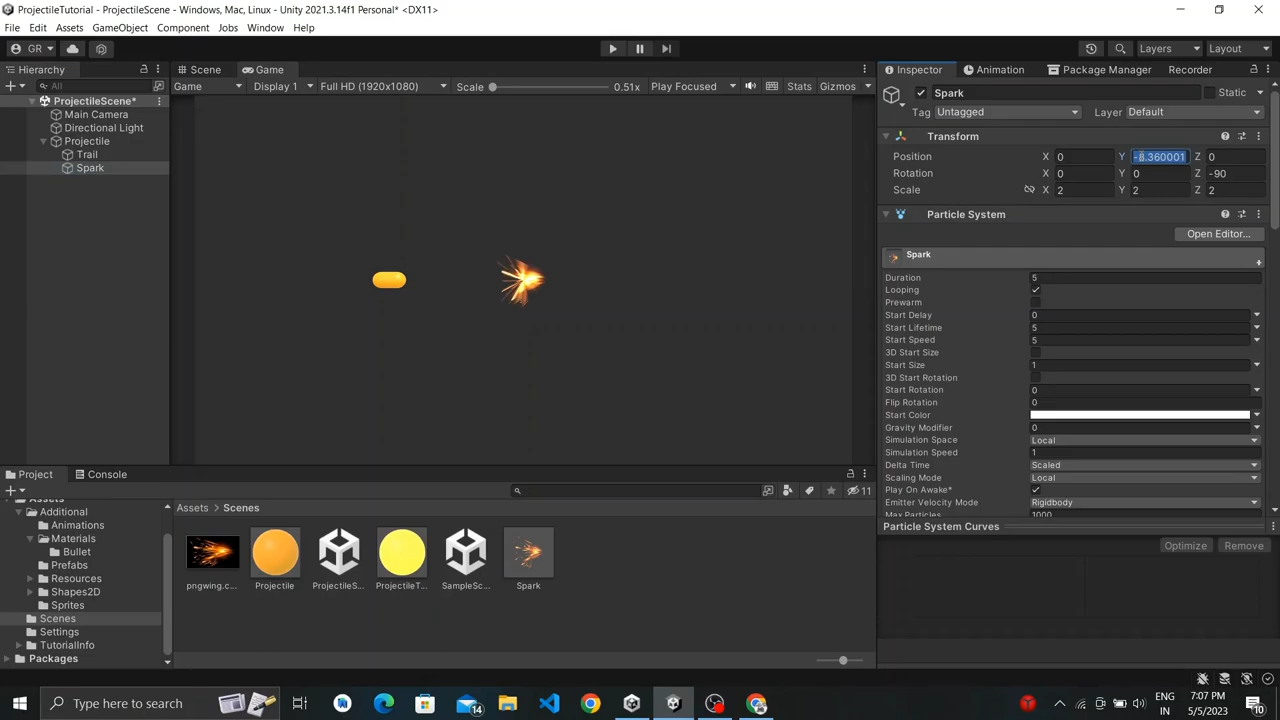 ProjectileTutorial - ProjectileScene - Windows, Mac, Linux - Unity 2021.3.14f1 Personal* <DX11>
File Edit Assets GameObject Component Jobs Window Help
GR Layers Layout
Hierarchy Scene Game Inspector Animation Package Manager Recorder
All Game Display 1 Full HD (1920x1080) Scale 0.51x Play Focused Stats Gizmos
Spark Static
ProjectileScene*
Main Camera
Directional Light
Projectile
Trail
Spark
Tag Untagged Layer Default
Transform
Position X 0 Y -8.360001 Z 0
Rotation X 0 Y 0 Z -90
Scale X 2 Y 2 Z 2
Particle System
Open Editor...
Spark
Duration 5
Looping
Prewarm
Start Delay 0
Start Lifetime 5
Start Speed 5
3D Start Size
Start Size 1
3D Start Rotation
Start Rotation 0
Flip Rotation 0
Start Color
Gravity Modifier 0
Simulation Space Local
Simulation Speed 1
Delta Time Scaled
Scaling Mode Local
Play On Awake*
Emitter Velocity Mode Rigidbody
Max Particles 1000
Particle System Curves
Optimize Remove
Project Console
11
Assets
Additional
Animations
Materials
Bullet
Prefabs
Resources
Shapes2D
Sprites
Scenes
Settings
TutorialInfo
Packages
Assets > Scenes
pngwing.c... Projectile ProjectileS... ProjectileT... SampleSc... Spark
Type here to search
14
ENG
IN
7:07 PM
5/5/2023
10